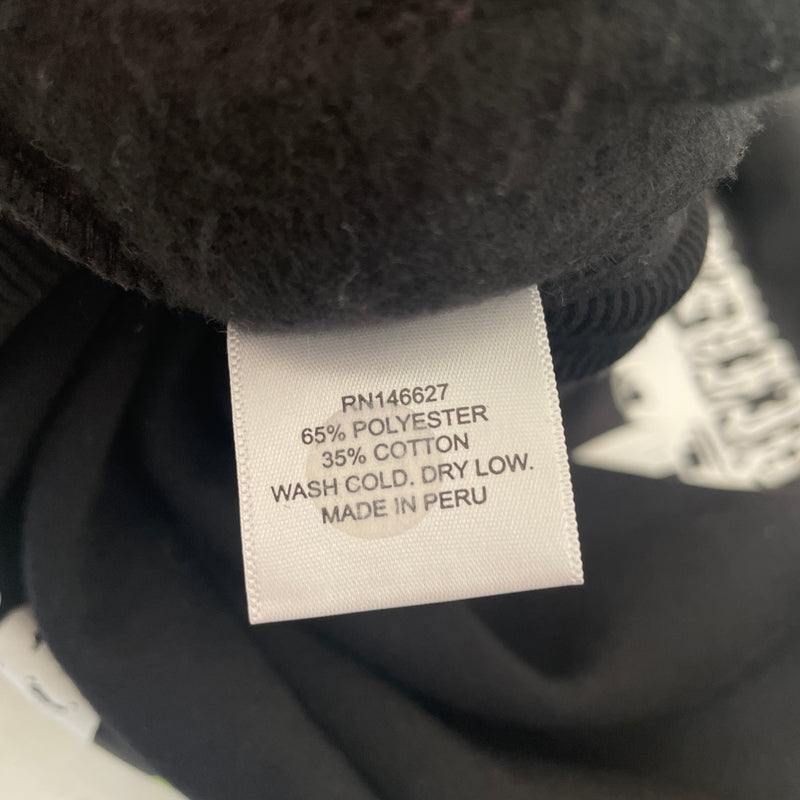 RN146627
65% POLYESTER
35% COTTON
WASH COLD. DRY LOW.
MADE IN PERU